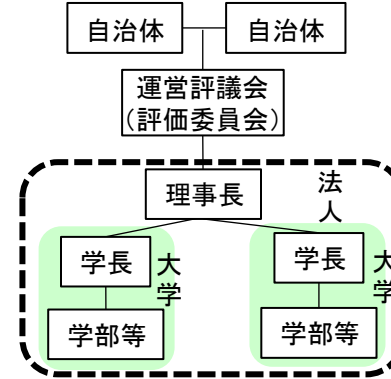 自治体
自治体
運営評議会
(評価委員会)
理事長
法人
学長
大学
学部等
学長
大学
学部等